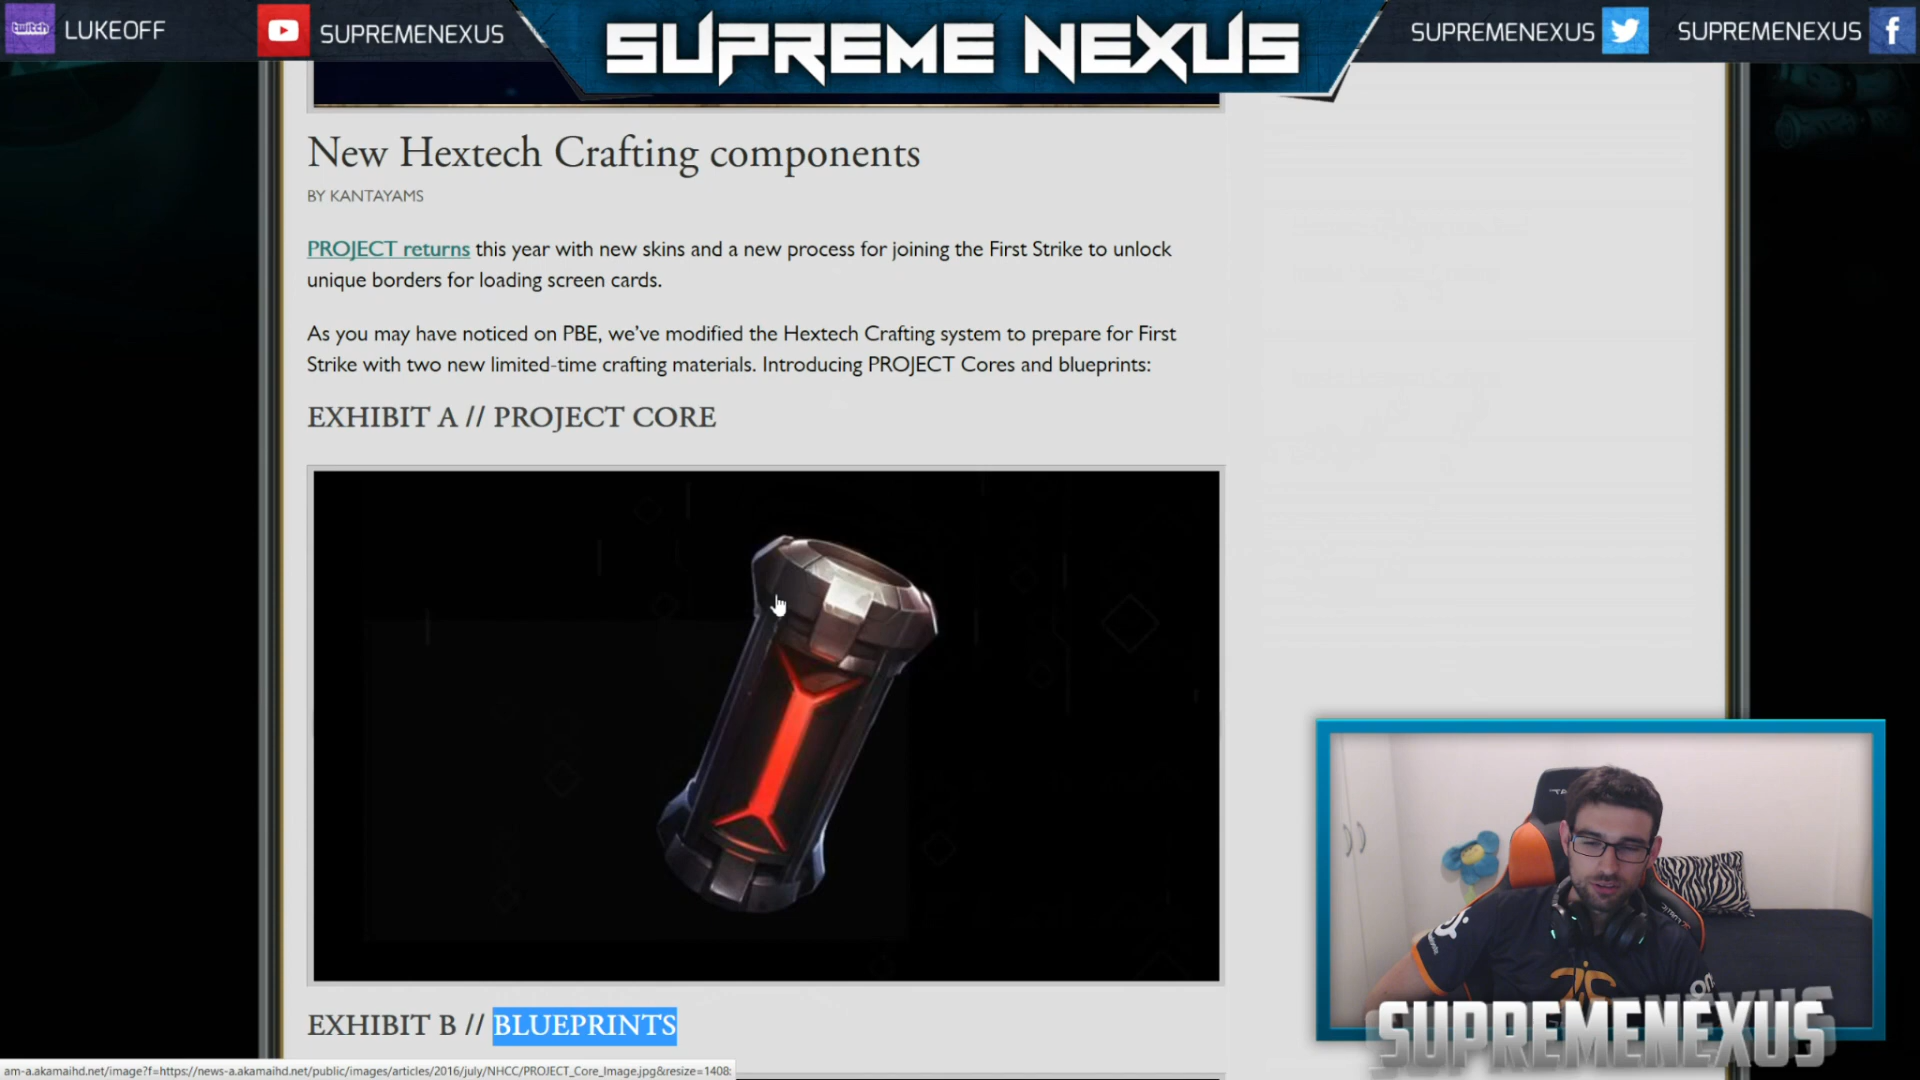 twitch LUKEOFF SUPREMENEXUS SUPREME NEXUS SUPREMENEXUS SUPREMENEXUS
New Hextech Crafting components
BY KANTAYAMS
PROJECT returns this year with new skins and a new process for joining the First Strike to unlock
unique borders for loading screen cards.
As you may have noticed on PBE, we’ve modified the Hextech Crafting system to prepare for First
Strike with two new limited-time crafting materials. Introducing PROJECT Cores and blueprints:
EXHIBIT A // PROJECT CORE
EXHIBIT B // BLUEPRINTS
SUPREMENEXUS
am-a.akamaihd.net/image?f=https://news-a.akamaihd.net/public/images/articles/2016/july/NHCC/PROJECT_Core_Image.jpg&resize=1408: